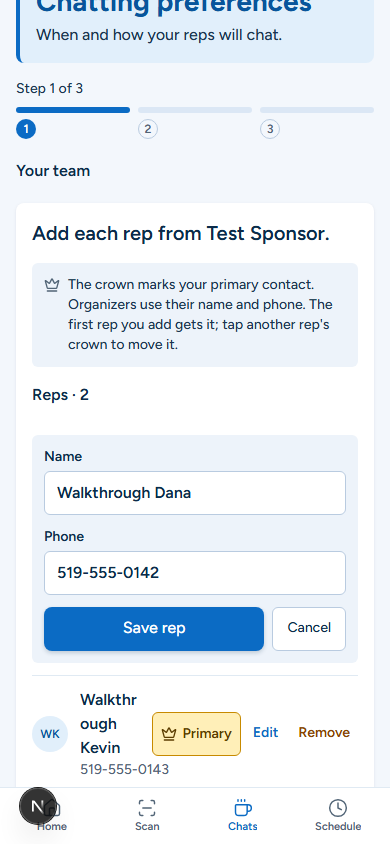 Chatting preferences
When and how your reps will chat.
Step 1 of 3
1
2
3
Your team
Add each rep from Test Sponsor.
The crown marks your primary contact.
Organizers use their name and phone. The
first rep you add gets it; tap another rep's
crown to move it.
Reps · 2
Name
Walkthrough Dana
Phone
519-555-0142
Save rep
Cancel
WK
Walkthr
ough
Kevin
519-555-0143
Primary
Edit
Remove
N
Home
Scan
Chats
Schedule